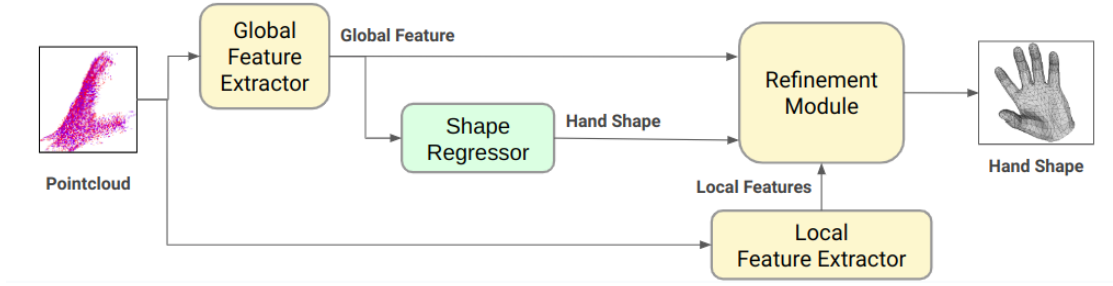 Global
Feature
Extractor
Global Feature
Refinement
Module
Shape
Regressor
Hand Shape
Pointcloud
Hand Shape
Local Features
Local
Feature Extractor